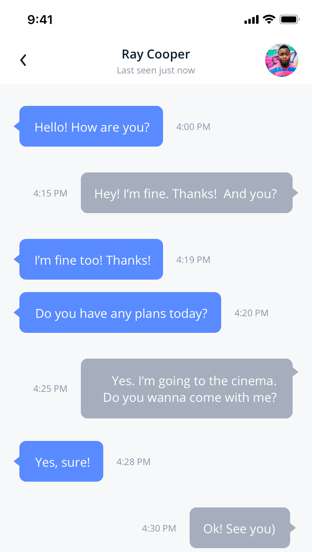 9:41
Ray Cooper
Last seen just now
Hello! How are you?
4:00 PM
4:15 PM
Hey! I’m fine. Thanks!  And you?
I’m fine too! Thanks!
4:19 PM
Do you have any plans today?
4:20 PM
4:25 PM
Yes. I’m going to the cinema.
Do you wanna come with me?
Yes, sure!
4:28 PM
4:30 PM
Ok! See you)